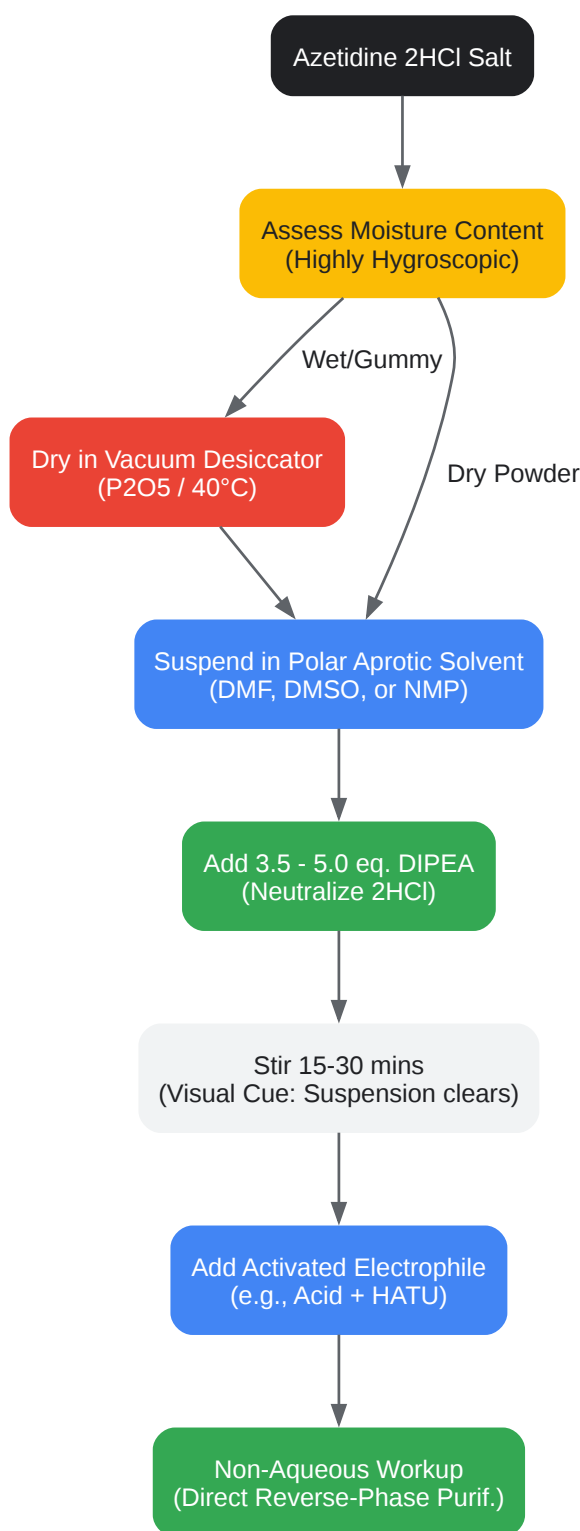 Azetidine 2HCl Salt
Assess Moisture Content
(Highly Hygroscopic)
Wet/Gummy
Dry in Vacuum Desiccator
(P2O5 / 40°C)
Dry Powder
Suspend in Polar Aprotic Solvent
(DMF, DMSO, or NMP)
Add 3.5 - 5.0 eq. DIPEA
(Neutralize 2HCl)
Stir 15-30 mins
(Visual Cue: Suspension clears)
Add Activated Electrophile
(e.g., Acid + HATU)
Non-Aqueous Workup
(Direct Reverse-Phase Purif.)